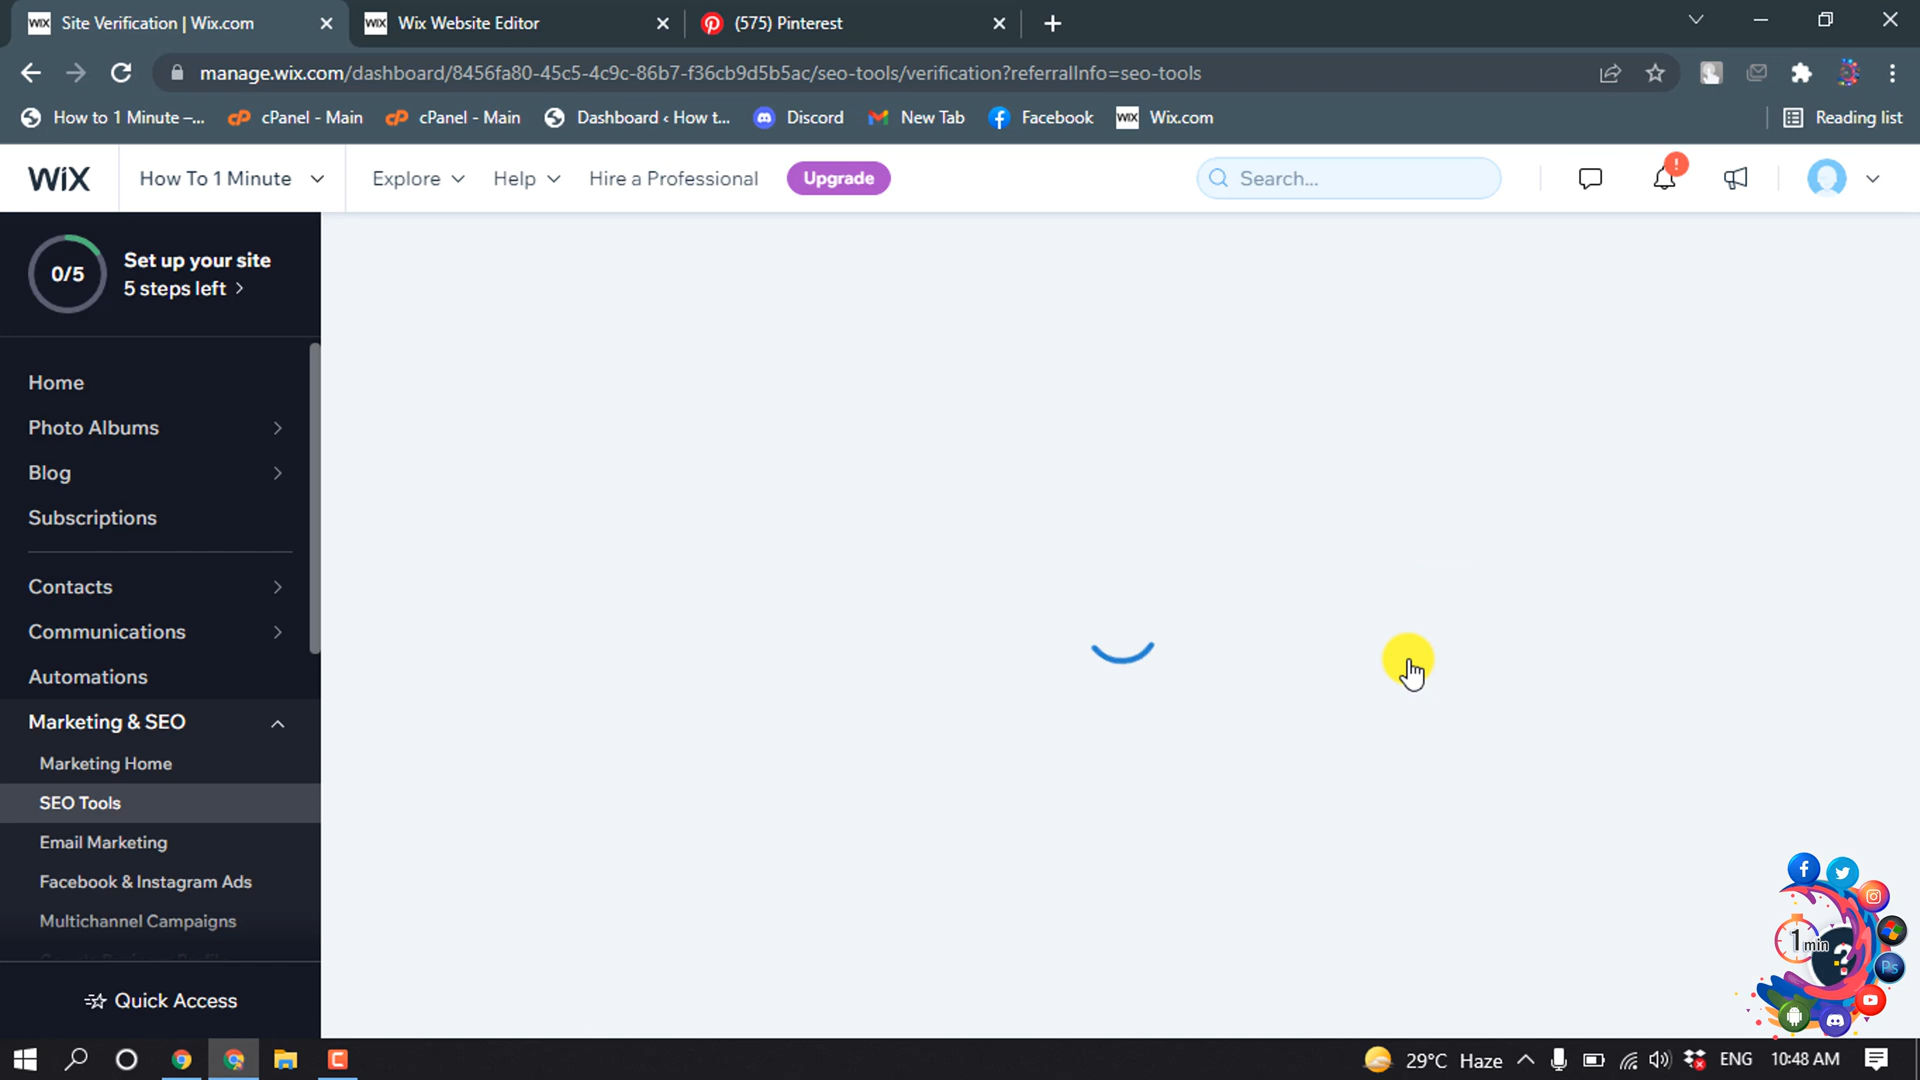 WIX Site Verification | Wix.com
WIX Wix Website Editor
(575) Pinterest
manage.wix.com/dashboard/8456fa80-45c5-4c9c-86b7-f36cb9d5b5ac/seo-tools/verification?referralInfo=seo-tools
How to 1 Minute –...
cPanel - Main
cPanel - Main
Dashboard ‹ How t...
Discord
New Tab
Facebook
WIX Wix.com
Reading list
WiX
How To 1 Minute
Explore
Help
Hire a Professional
Upgrade
Search...
!
0/5
Set up your site
5 steps left
Home
Photo Albums
Blog
Subscriptions
Contacts
Communications
Automations
Marketing & SEO
Marketing Home
SEO Tools
Email Marketing
Facebook & Instagram Ads
Multichannel Campaigns
Quick Access
1 min
?
Ps
29°C Haze
ENG
10:48 AM